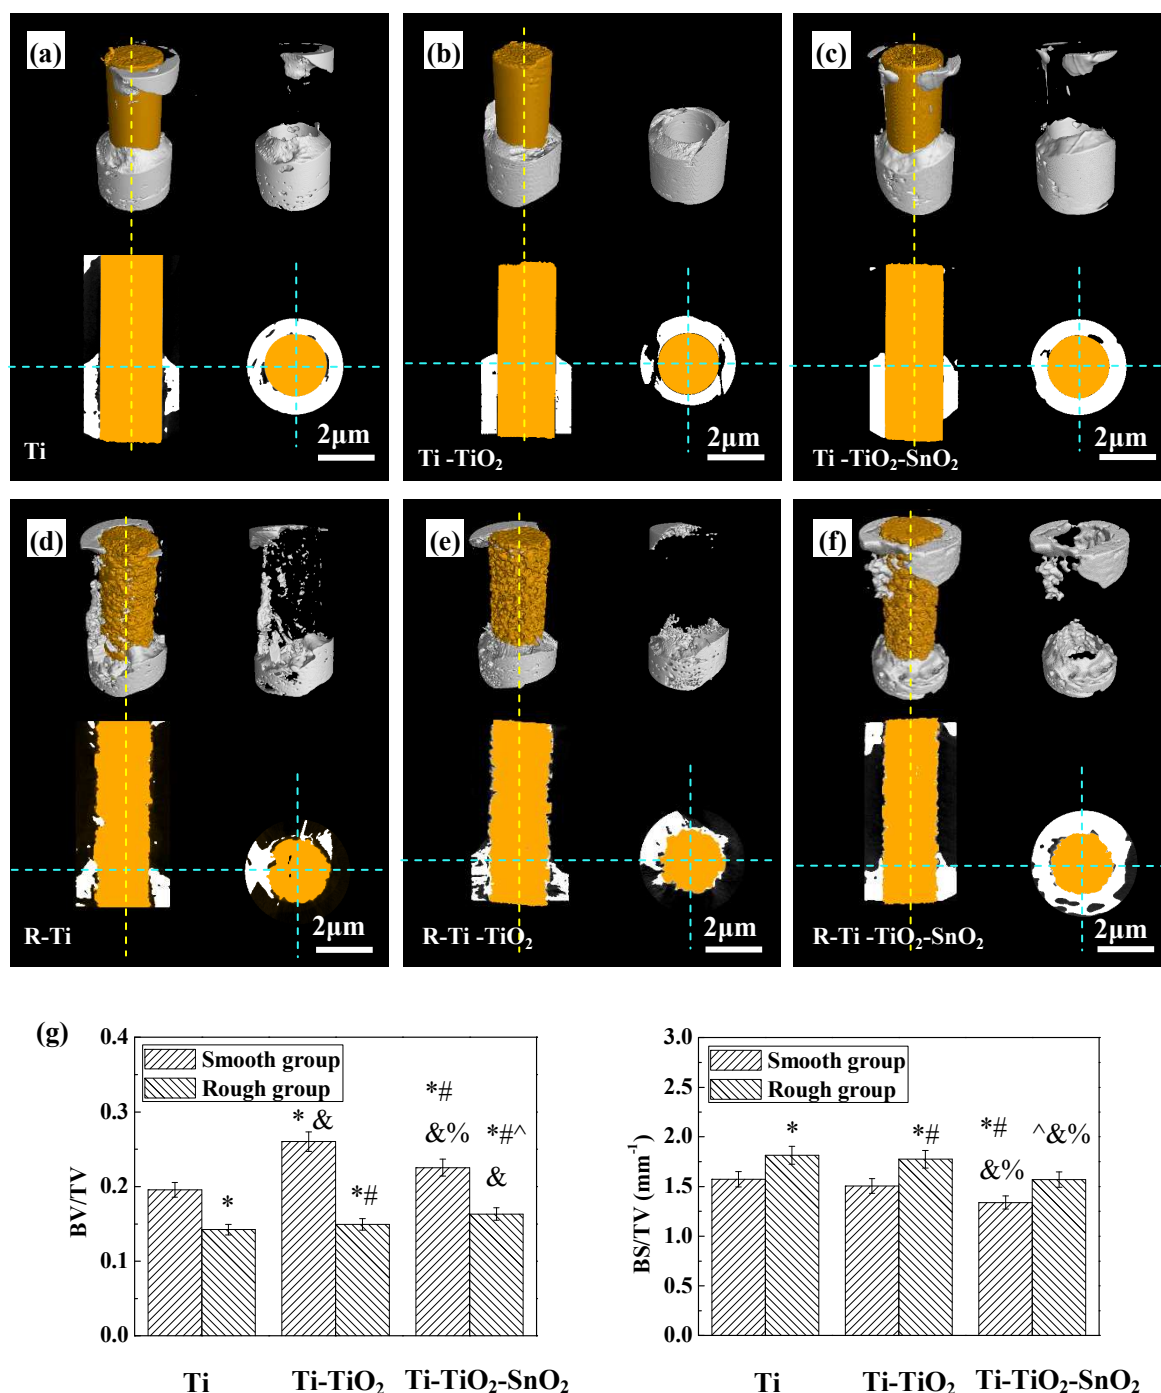 (a)
(b)
(c)
Ti
2μm
Ti -TiO₂
2μm
Ti -TiO₂-SnO₂
2μm
(d)
(e)
(f)
R-Ti
2μm
R-Ti -TiO₂
2μm
R-Ti -TiO₂-SnO₂
2μm
(g)
BV/TV
0.4
0.3
0.2
0.1
0.0
Smooth group
Rough group
*
* &
*#
*#
&%
*#^
&
Ti
Ti-TiO₂
Ti-TiO₂-SnO₂
BS/TV (mm⁻¹)
3.0
2.5
2.0
1.5
1.0
0.5
0.0
Smooth group
Rough group
*
*#
*#
&%
^&%
Ti
Ti-TiO₂
Ti-TiO₂-SnO₂